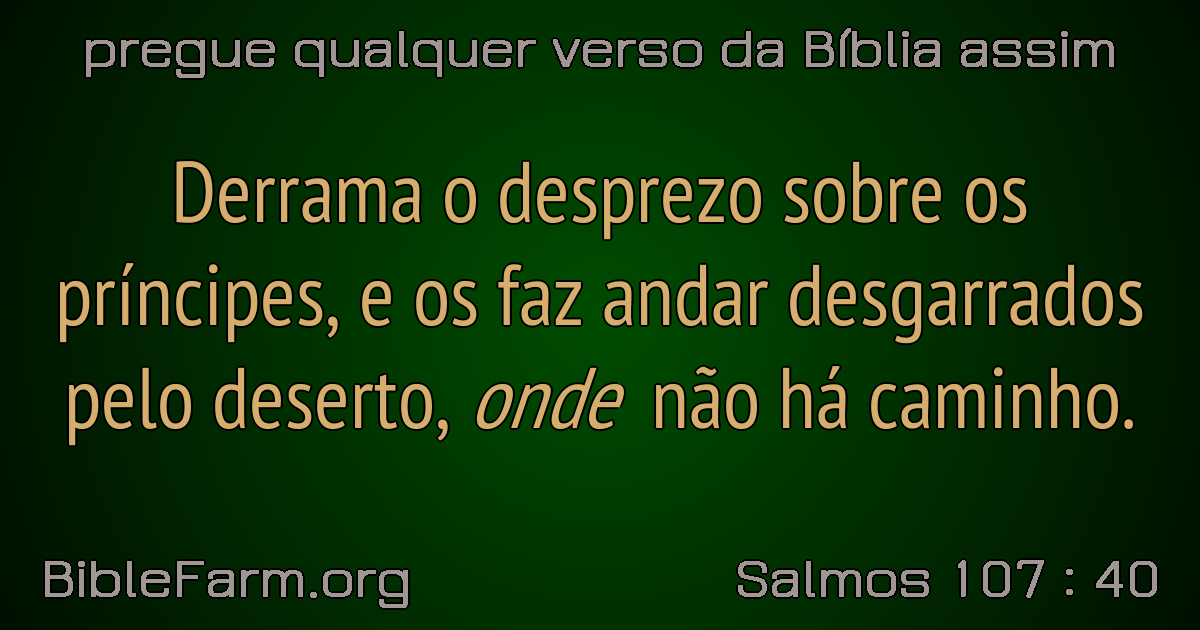 pregue qualquer verso da Bíblia assim
Derrama o desprezo sobre os
príncipes, e os faz andar desgarrados
pelo deserto, onde não há caminho.
BibleFarm.org
Salmos 107 : 40